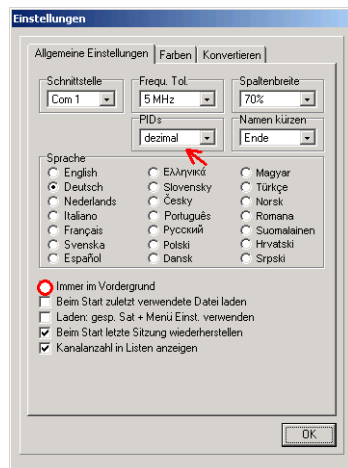 Einstellungen
Allgemeine Einstellungen Farben Konvertieren
Schnittstelle Frequ. Tol. Spaltenbreite
Com 1 5 MHz 70%
PIDs Namen kürzen
dezimal Ende
Sprache
English Ελληνικά Magyar
Deutsch Slovensky Türkçe
Nederlands Česky Norsk
Italiano Português Romana
Français Русский Suomalainen
Svenska Polski Hrvatski
Español Dansk Srpski
Immer im Vordergrund
Beim Start zuletzt verwendete Datei laden
Laden: gesp. Sat + Menü Einst. verwenden
Beim Start letzte Sitzung wiederherstellen
Kanalanzahl in Listen anzeigen
OK